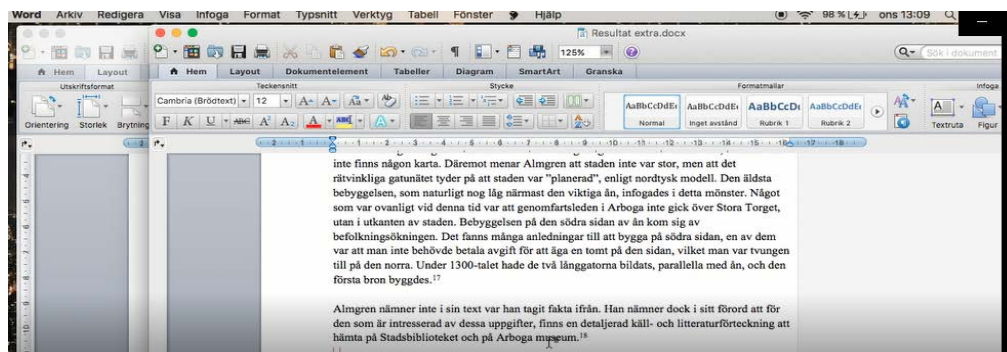 Word Arkiv Redigera Visa Infoga Format Typsnitt Verktyg Tabell Fönster Hjälp 98 % ons 13:09
Resultat extra.docx
125%
Sök i dokument
Hem Layout
Hem Layout Dokumentelement Tabeller Diagram SmartArt Granska
Utskriftsformat
Teckensnitt Stycke Formatmallar Infoga
Cambria (Brödtext) 12
Orientering Storlek Brytning
F K U ABC A² A₂ A ABC A
AaBbCcDdEe AaBbCcDdEe AaBbCcDc AaBbCcDdEe
Normal Inget avstånd Rubrik 1 Rubrik 2
Textruta Figur
inte finns någon karta. Däremot menar Almgren att staden inte var stor, men att det
rätvinkliga gatunätet tyder på att staden var "planerad", enligt nordtysk modell. Den äldsta
bebyggelsen, som naturligt nog låg närmast den viktiga ån, infogades i detta mönster. Något
som var ovanligt vid denna tid var att genomfartsleden i Arboga inte gick över Stora Torget,
utan i utkanten av staden. Bebyggelsen på den södra sidan av ån kom sig av
befolkningsökningen. Det fanns många anledningar till att bygga på södra sidan, en av dem
var att man inte behövde betala avgift för att äga en tomt på den sidan, vilket man var tvungen
till på den norra. Under 1300-talet hade de två långgatorna bildats, parallella med ån, och den
första bron byggdes.¹⁷
Almgren nämner inte i sin text var han tagit fakta ifrån. Han nämner dock i sitt förord att för
den som är intresserad av dessa uppgifter, finns en detaljerad käll- och litteraturförteckning att
hämta på Stadsbiblioteket och på Arboga museum.¹⁸